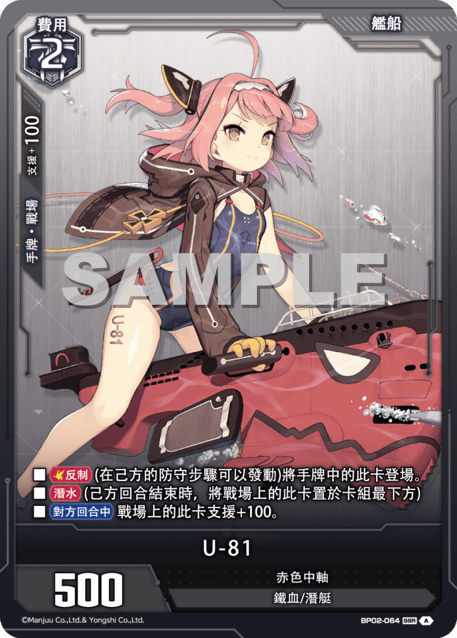 費用
2
艦船
手牌・戰場 支援+100
SAMPLE
U-81
■ 反制 (在己方的防守步驟可以發動)將手牌中的此卡登場。
■ 潛水 (己方回合結束時, 將戰場上的此卡置於卡組最下方)
■ 對方回合中 戰場上的此卡支援+100。
U-81
500
赤色中軸
鐵血/潛艇
©Manjuu Co.,Ltd.& Yongshi Co.,Ltd.
BP02-064 SSR A